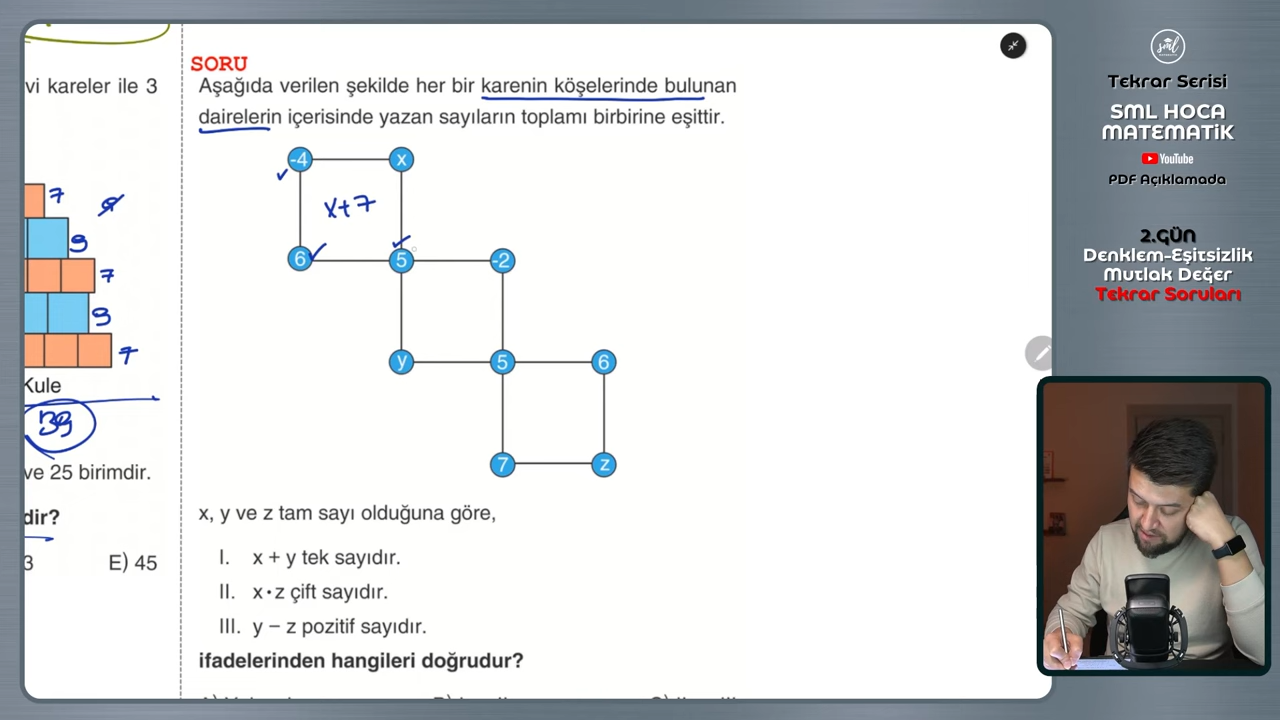 vi kareler ile 3
7
9
9
7
9
7
Kule
39
ve 25 birimdir.
dir?
3 E) 45
SORU
Aşağıda verilen şekilde her bir karenin köşelerinde bulunan
dairelerin içerisinde yazan sayıların toplamı birbirine eşittir.
-4 x
x+7
6 5 -2
y 5 6
7 z
x, y ve z tam sayı olduğuna göre,
I. x + y tek sayıdır.
II. x · z çift sayıdır.
III. y − z pozitif sayıdır.
ifadelerinden hangileri doğrudur?
sml
Tekrar Serisi
SML HOCA
MATEMATİK
YouTube
PDF Açıklamada
2.GÜN
Denklem-Eşitsizlik
Mutlak Değer
Tekrar Soruları